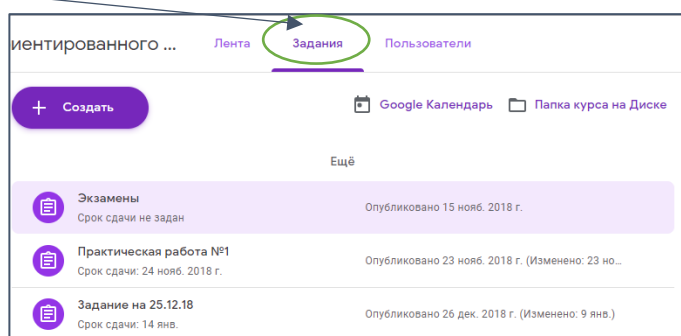 иентированного ... Лента Задания Пользователи
+ Создать Google Календарь Папка курса на Диске
Ещё
Экзамены
Срок сдачи не задан
Опубликовано 15 нояб. 2018 г.
Практическая работа №1
Срок сдачи: 24 нояб. 2018 г.
Опубликовано 23 нояб. 2018 г. (Изменено: 23 но...
Задание на 25.12.18
Срок сдачи: 14 янв.
Опубликовано 26 дек. 2018 г. (Изменено: 9 янв.)